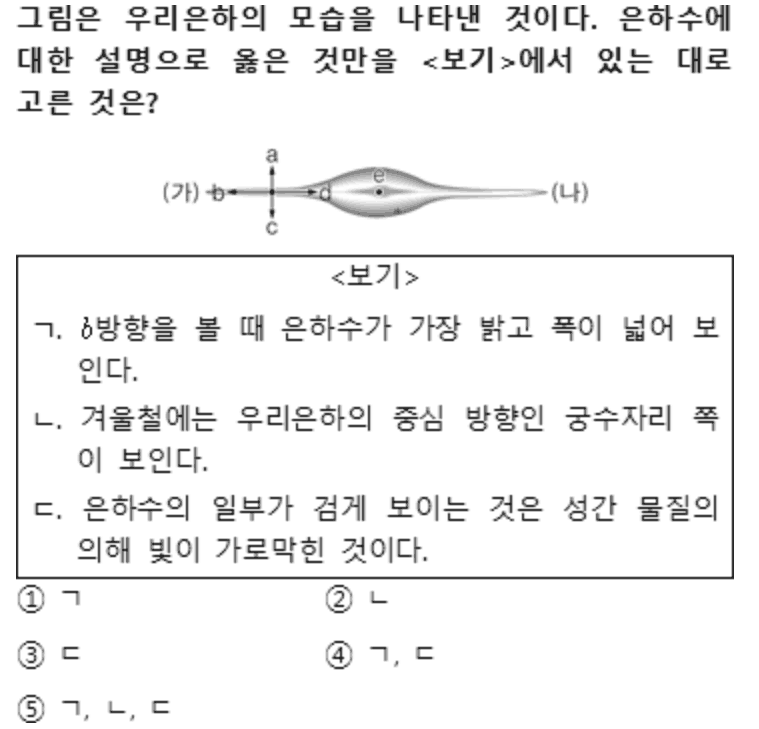 그림은 우리은하의 모습을 나타낸 것이다. 은하수에
대한 설명으로 옳은 것만을 <보기>에서 있는 대로
고른 것은?
a
e
(가) b d (나)
c
<보기>
ㄱ. b방향을 볼 때 은하수가 가장 밝고 폭이 넓어 보
인다.
ㄴ. 겨울철에는 우리은하의 중심 방향인 궁수자리 쪽
이 보인다.
ㄷ. 은하수의 일부가 검게 보이는 것은 성간 물질의
의해 빛이 가로막힌 것이다.
① ㄱ ② ㄴ
③ ㄷ ④ ㄱ, ㄷ
⑤ ㄱ, ㄴ, ㄷ